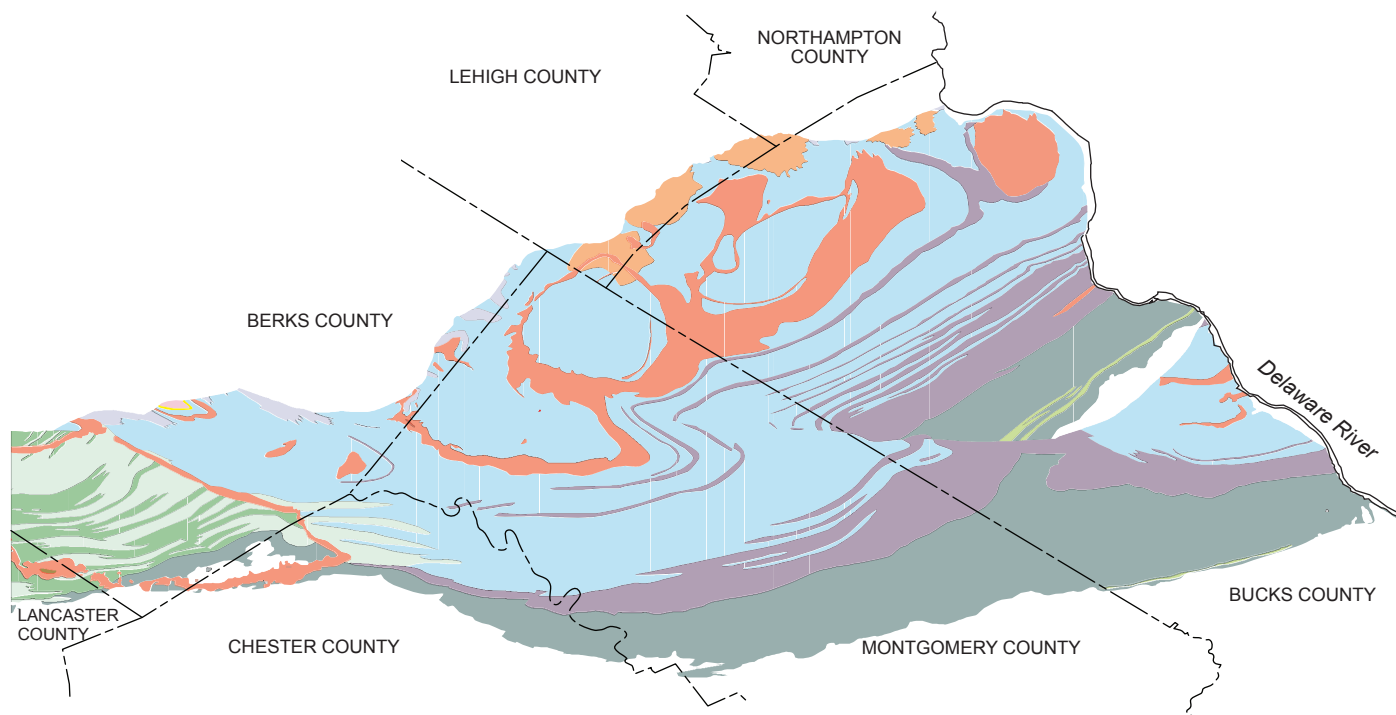 NORTHAMPTON
COUNTY
LEHIGH COUNTY
BERKS COUNTY
Delaware River
LANCASTER
COUNTY
CHESTER COUNTY
MONTGOMERY COUNTY
BUCKS COUNTY